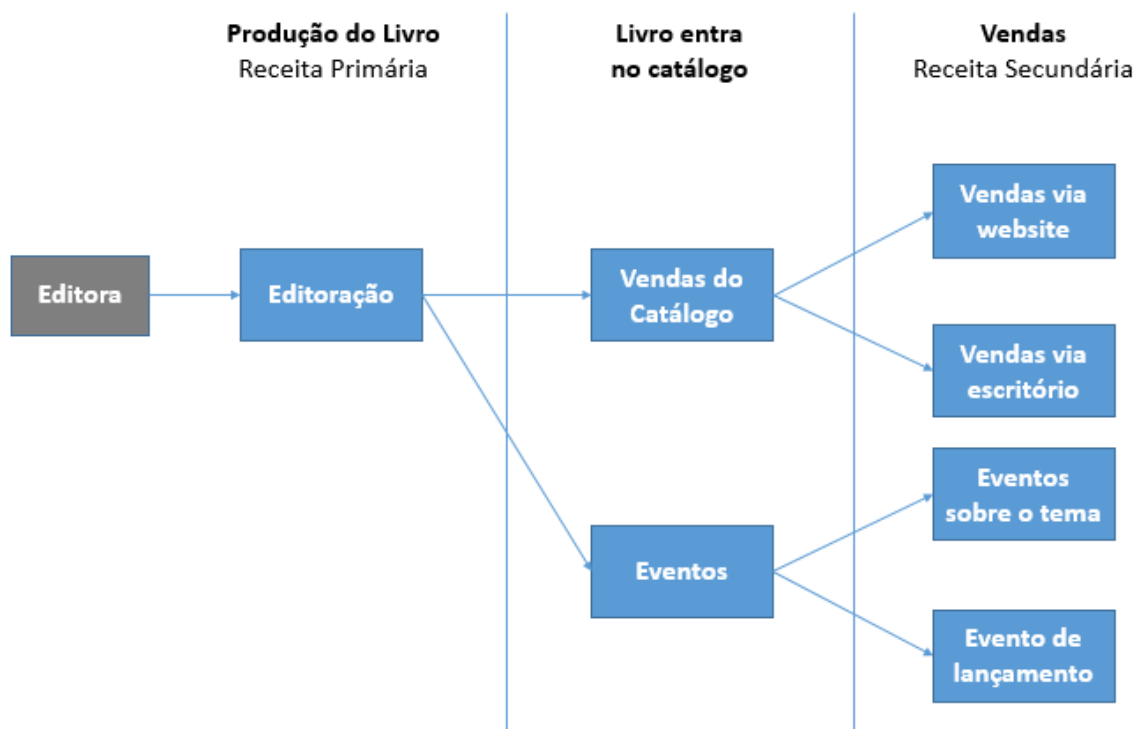 Produção do Livro
Receita Primária
Livro entra
no catálogo
Vendas
Receita Secundária
Editora
Editoração
Vendas do
Catálogo
Eventos
Vendas via
website
Vendas via
escritório
Eventos
sobre o tema
Evento de
lançamento